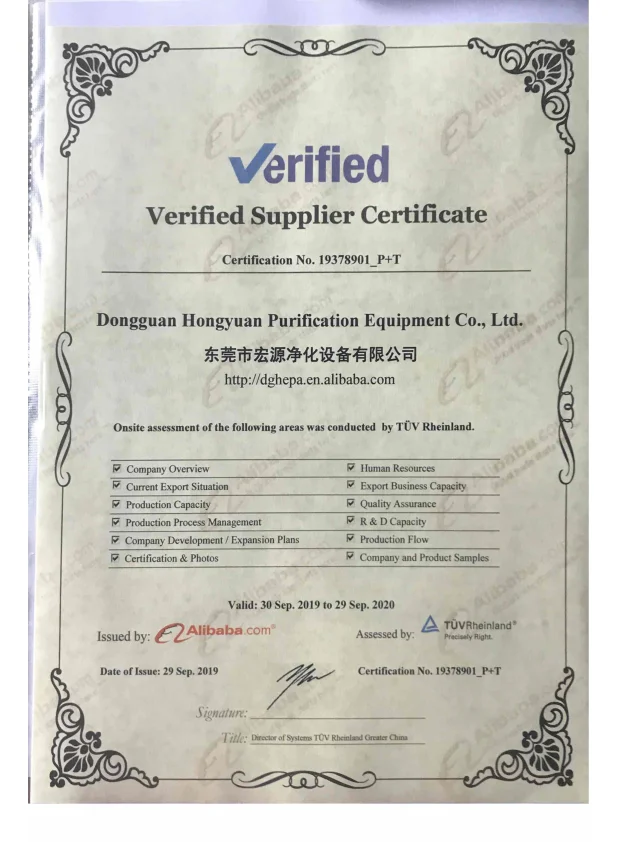 Verified
Verified Supplier Certificate
Certification No. 19378901_P+T
Dongguan Hongyuan Purification Equipment Co., Ltd.
东莞市宏源净化设备有限公司
http://dghepa.en.alibaba.com
Onsite assessment of the following areas was conducted by TÜV Rheinland.
Company Overview Human Resources
Current Export Situation Export Business Capacity
Production Capacity Quality Assurance
Production Process Management R & D Capacity
Company Development / Expansion Plans Production Flow
Certification & Photos Company and Product Samples
Valid: 30 Sep. 2019 to 29 Sep. 2020
Issued by: Alibaba.com® Assessed by: TÜVRheinland®
Precisely Right.
Date of Issue: 29 Sep. 2019 Certification No. 19378901_P+T
Signature:
Title: Director of Systems TÜV Rheinland Greater China